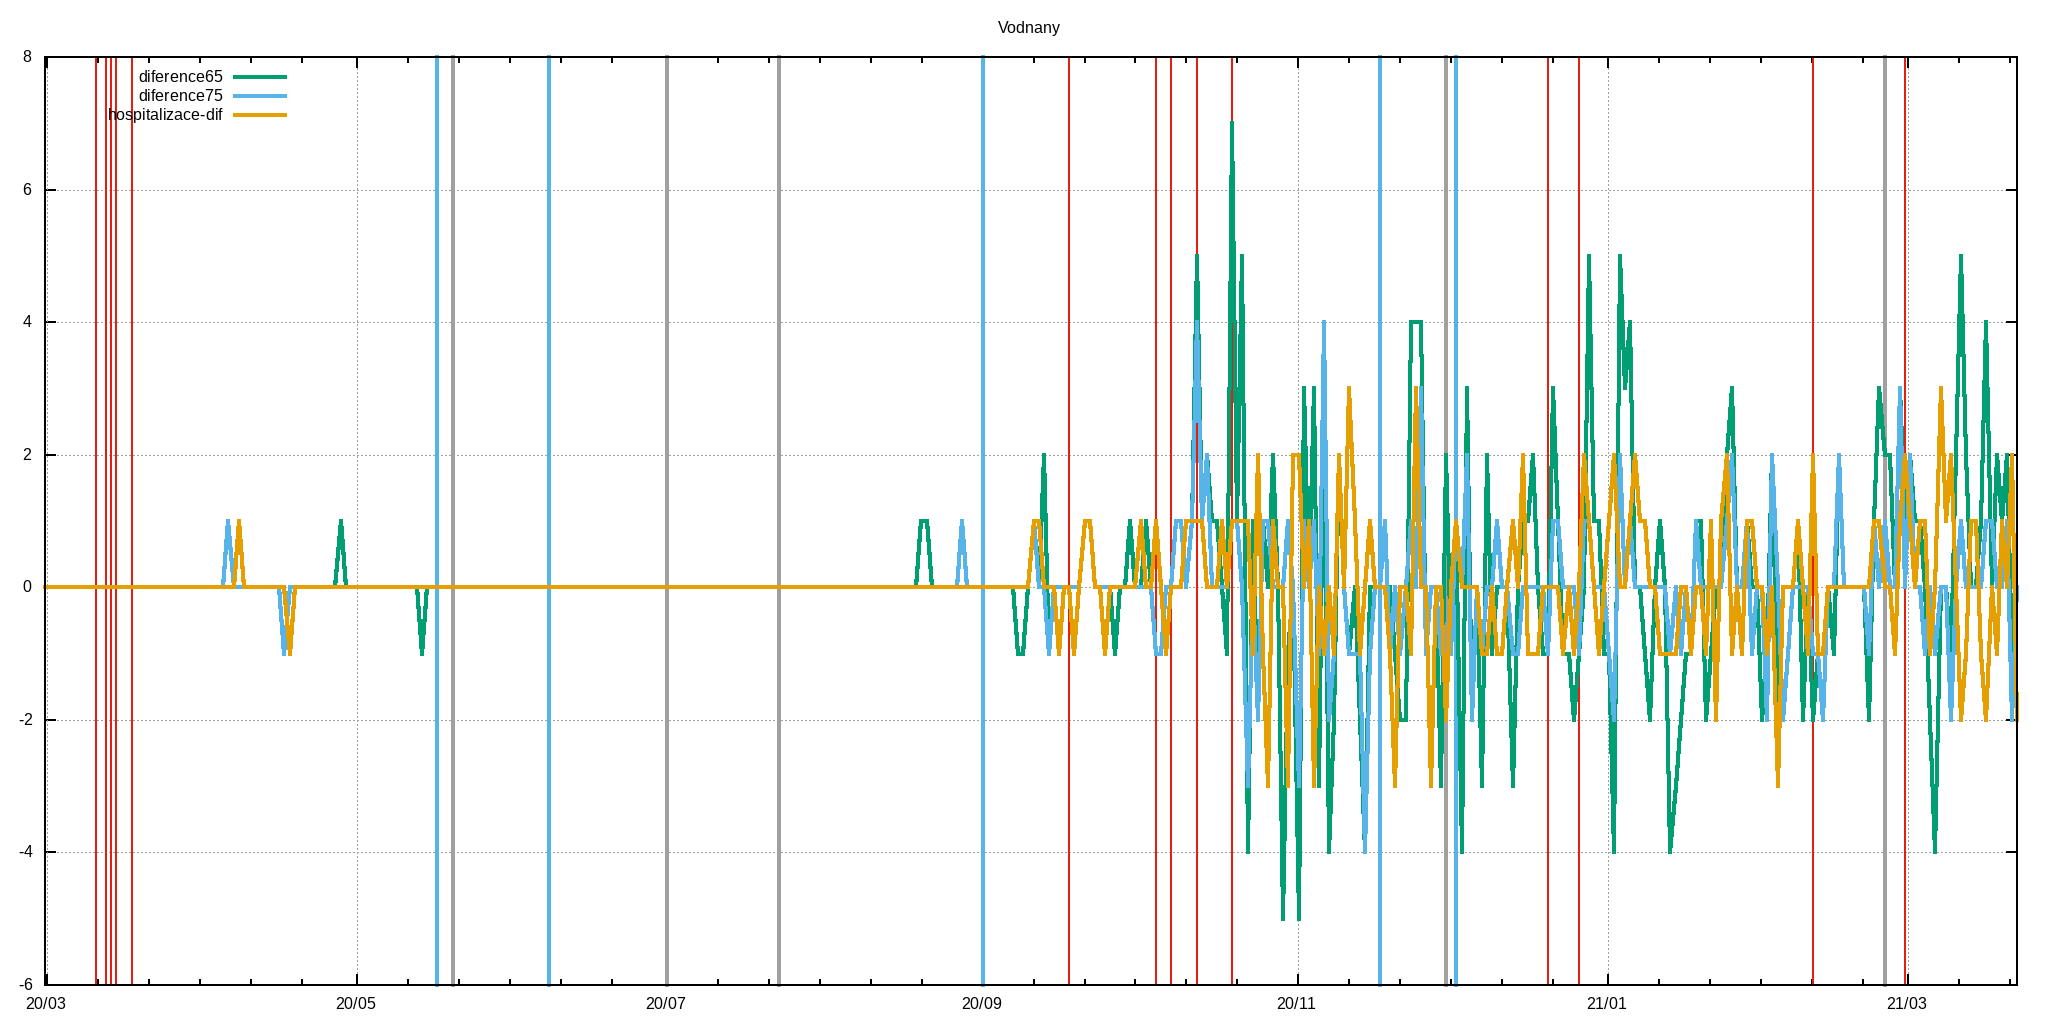 Vodnany
8
diference65
diference75
hospitalizace-dif
6
4
2
0
-2
-4
-6
20/03 20/05 20/07 20/09 20/11 21/01 21/03